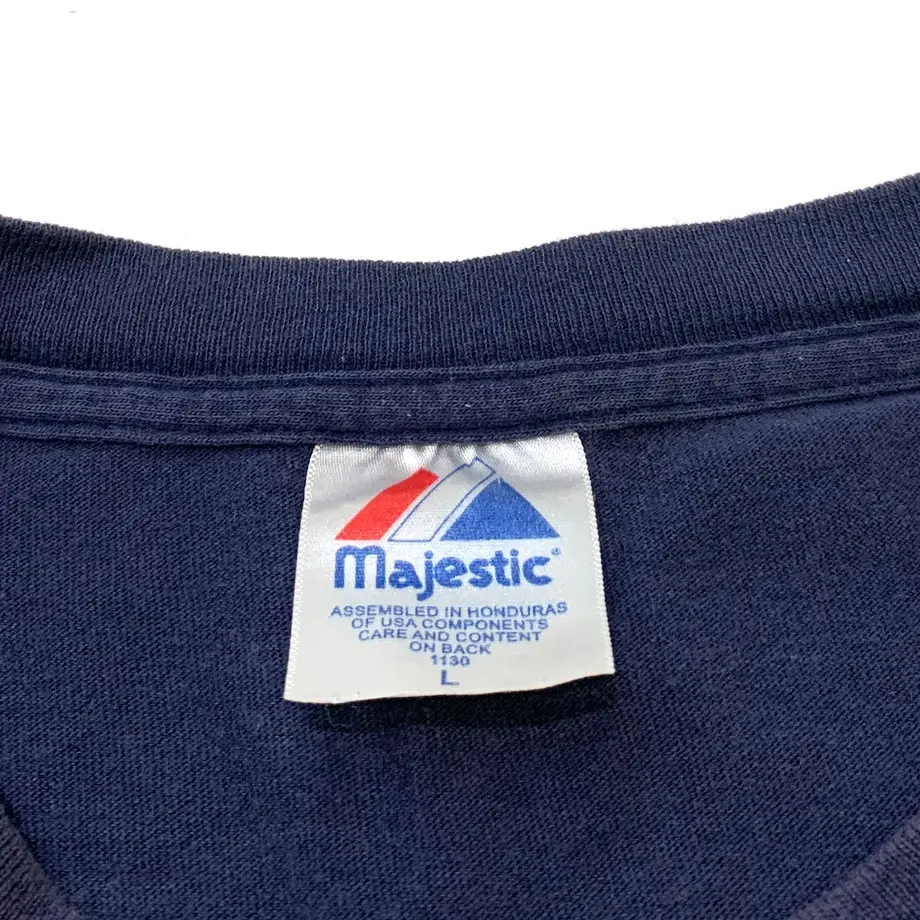 Majestic®
ASSEMBLED IN HONDURAS
OF USA COMPONENTS
CARE AND CONTENT
ON BACK
1130
L